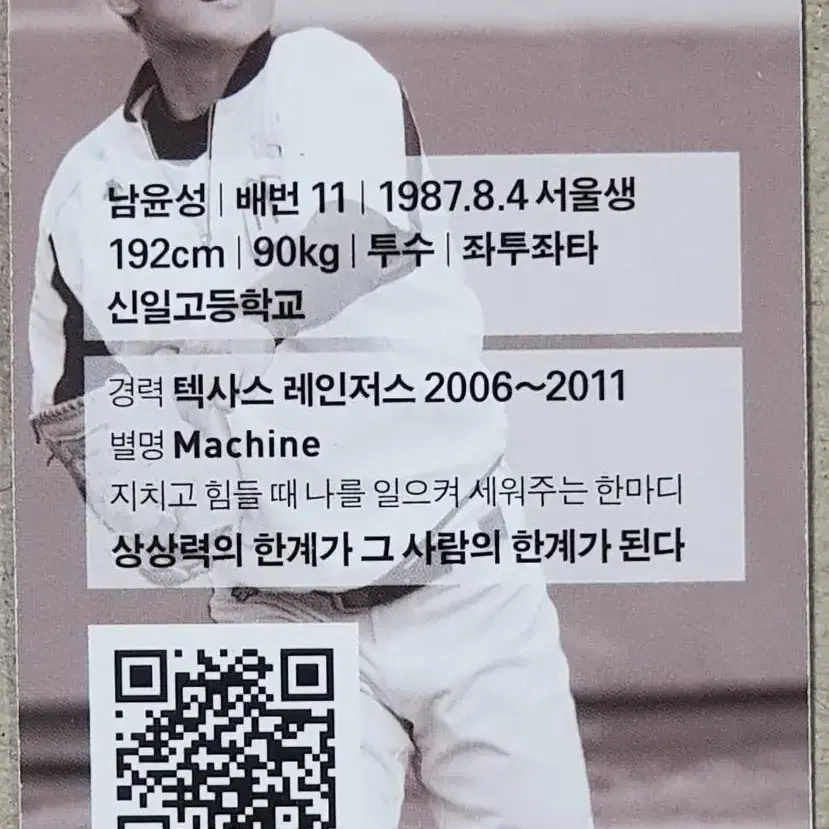 남윤성 | 배번 11 | 1987.8.4 서울생
192cm | 90kg | 투수 | 좌투좌타
신일고등학교
경력 텍사스 레인저스 2006~2011
별명 Machine
지치고 힘들 때 나를 일으켜 세워주는 한마디
상상력의 한계가 그 사람의 한계가 된다